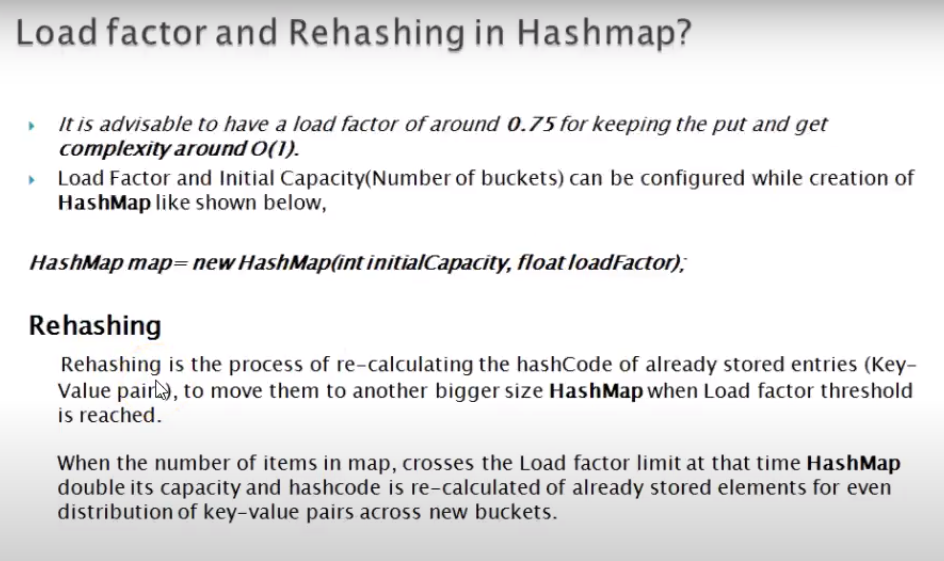 Load factor and Rehashing in Hashmap?
It is advisable to have a load factor of around 0.75 for keeping the put and get
complexity around O(1).
Load Factor and Initial Capacity(Number of buckets) can be configured while creation of
HashMap like shown below,
HashMap map= new HashMap(int initialCapacity, float loadFactor);
Rehashing
Rehashing is the process of re-calculating the hashCode of already stored entries (Key-
Value pairs), to move them to another bigger size HashMap when Load factor threshold
is reached.
When the number of items in map, crosses the Load factor limit at that time HashMap
double its capacity and hashcode is re-calculated of already stored elements for even
distribution of key-value pairs across new buckets.